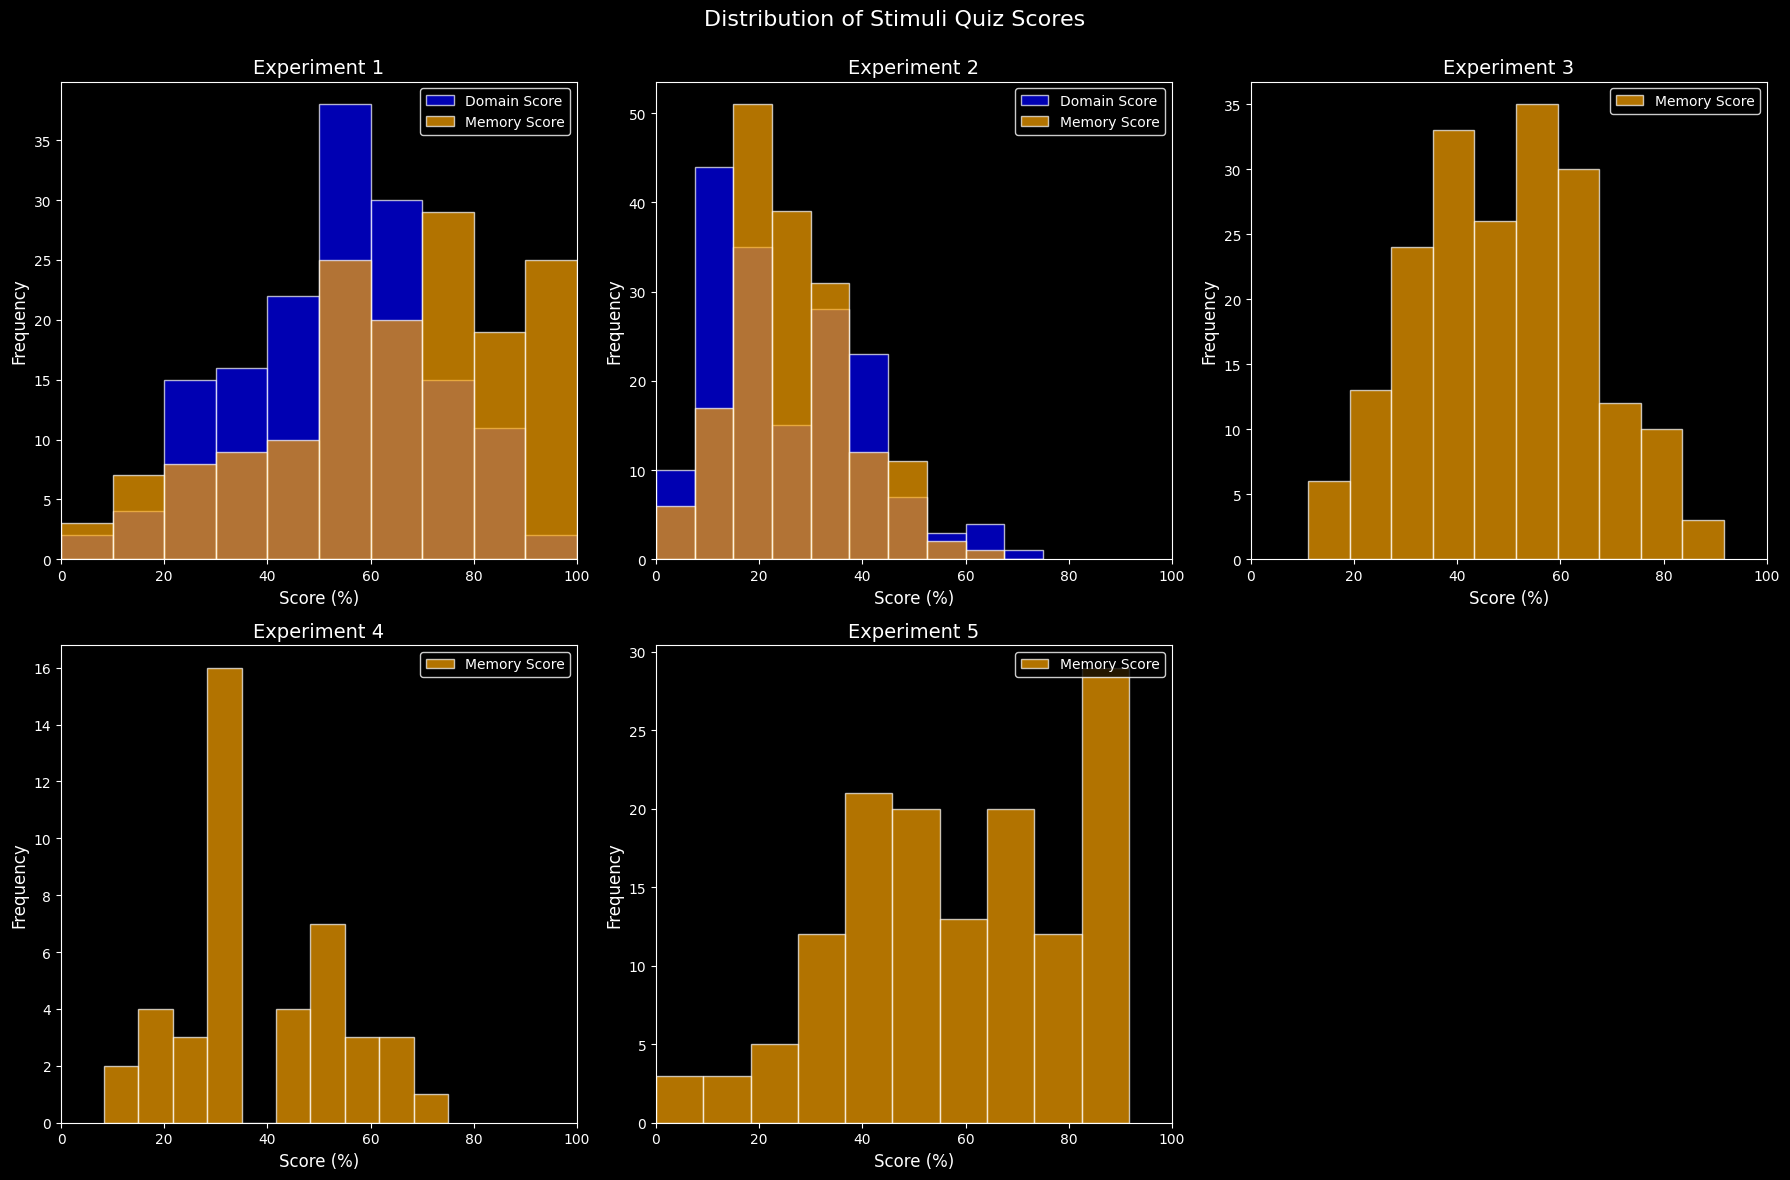 Distribution of Stimuli Quiz Scores
Experiment 1
Domain Score
Memory Score
Frequency
35
30
25
20
15
10
5
0
0 20 40 60 80 100
Score (%)
Experiment 2
Domain Score
Memory Score
Frequency
50
40
30
20
10
0
0 20 40 60 80 100
Score (%)
Experiment 3
Memory Score
Frequency
35
30
25
20
15
10
5
0
0 20 40 60 80 100
Score (%)
Experiment 4
Memory Score
Frequency
16
14
12
10
8
6
4
2
0
0 20 40 60 80 100
Score (%)
Experiment 5
Memory Score
Frequency
30
25
20
15
10
5
0
0 20 40 60 80 100
Score (%)